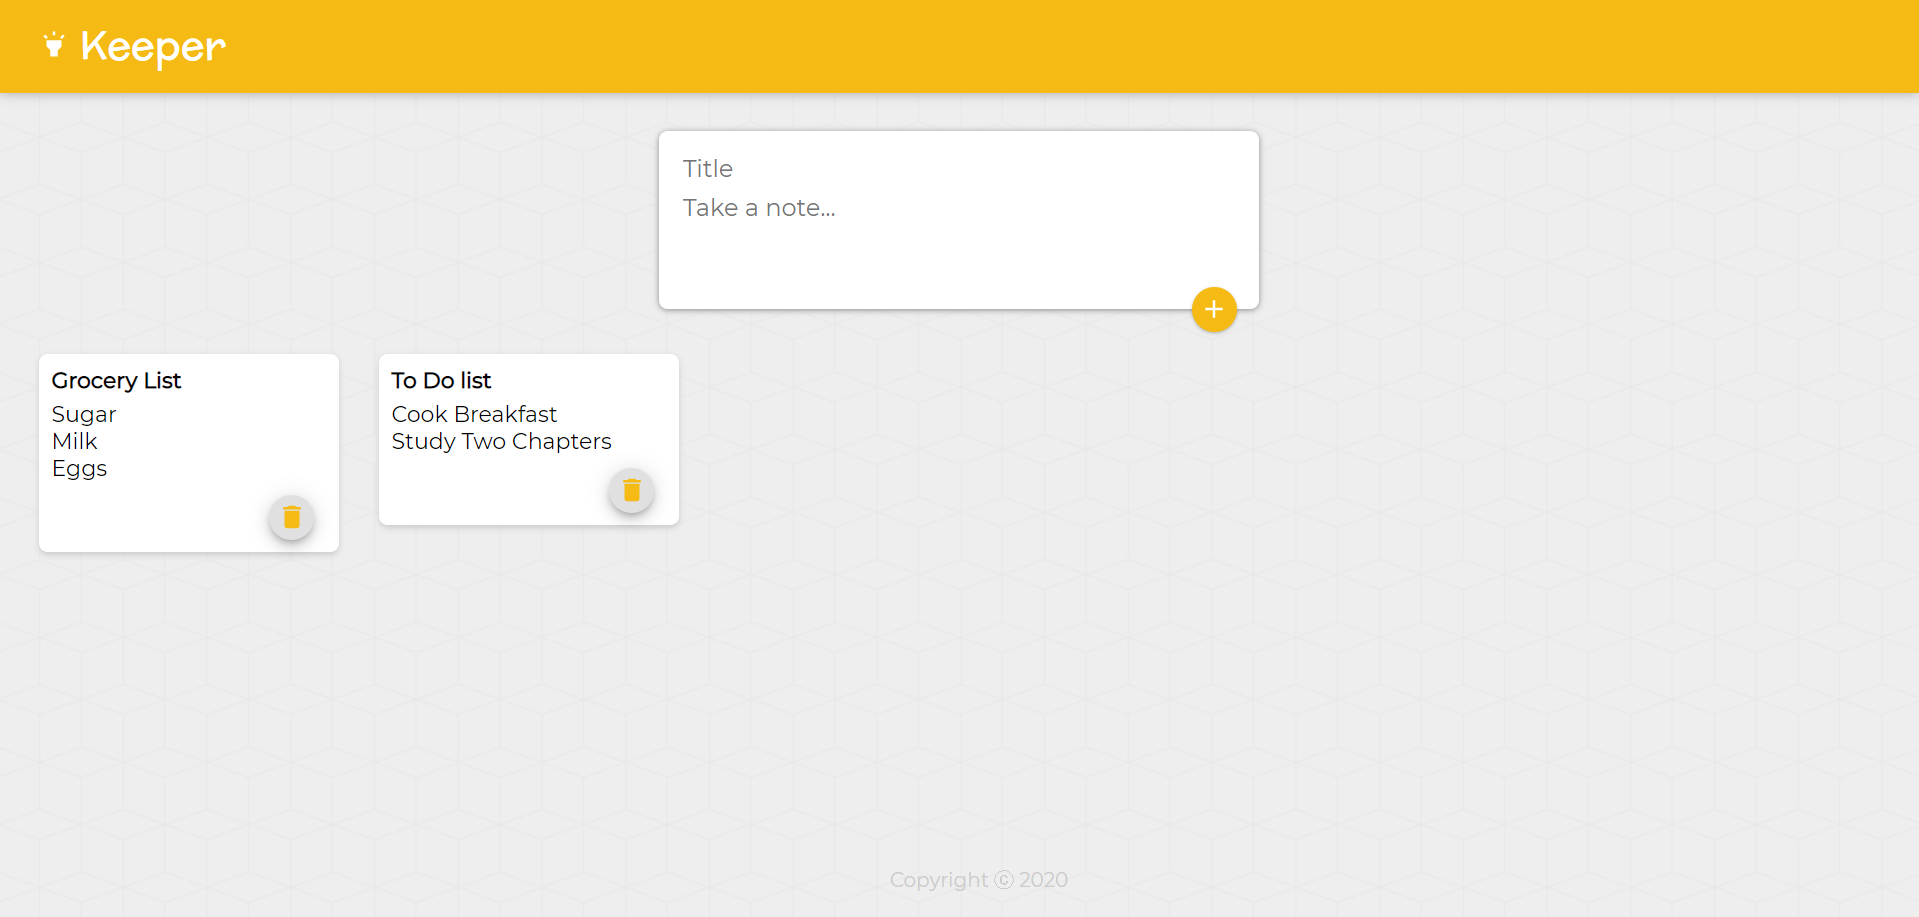 Keeper
Title
Take a note...
Grocery List
Sugar
Milk
Eggs
To Do list
Cook Breakfast
Study Two Chapters
Copyright ⓒ 2020